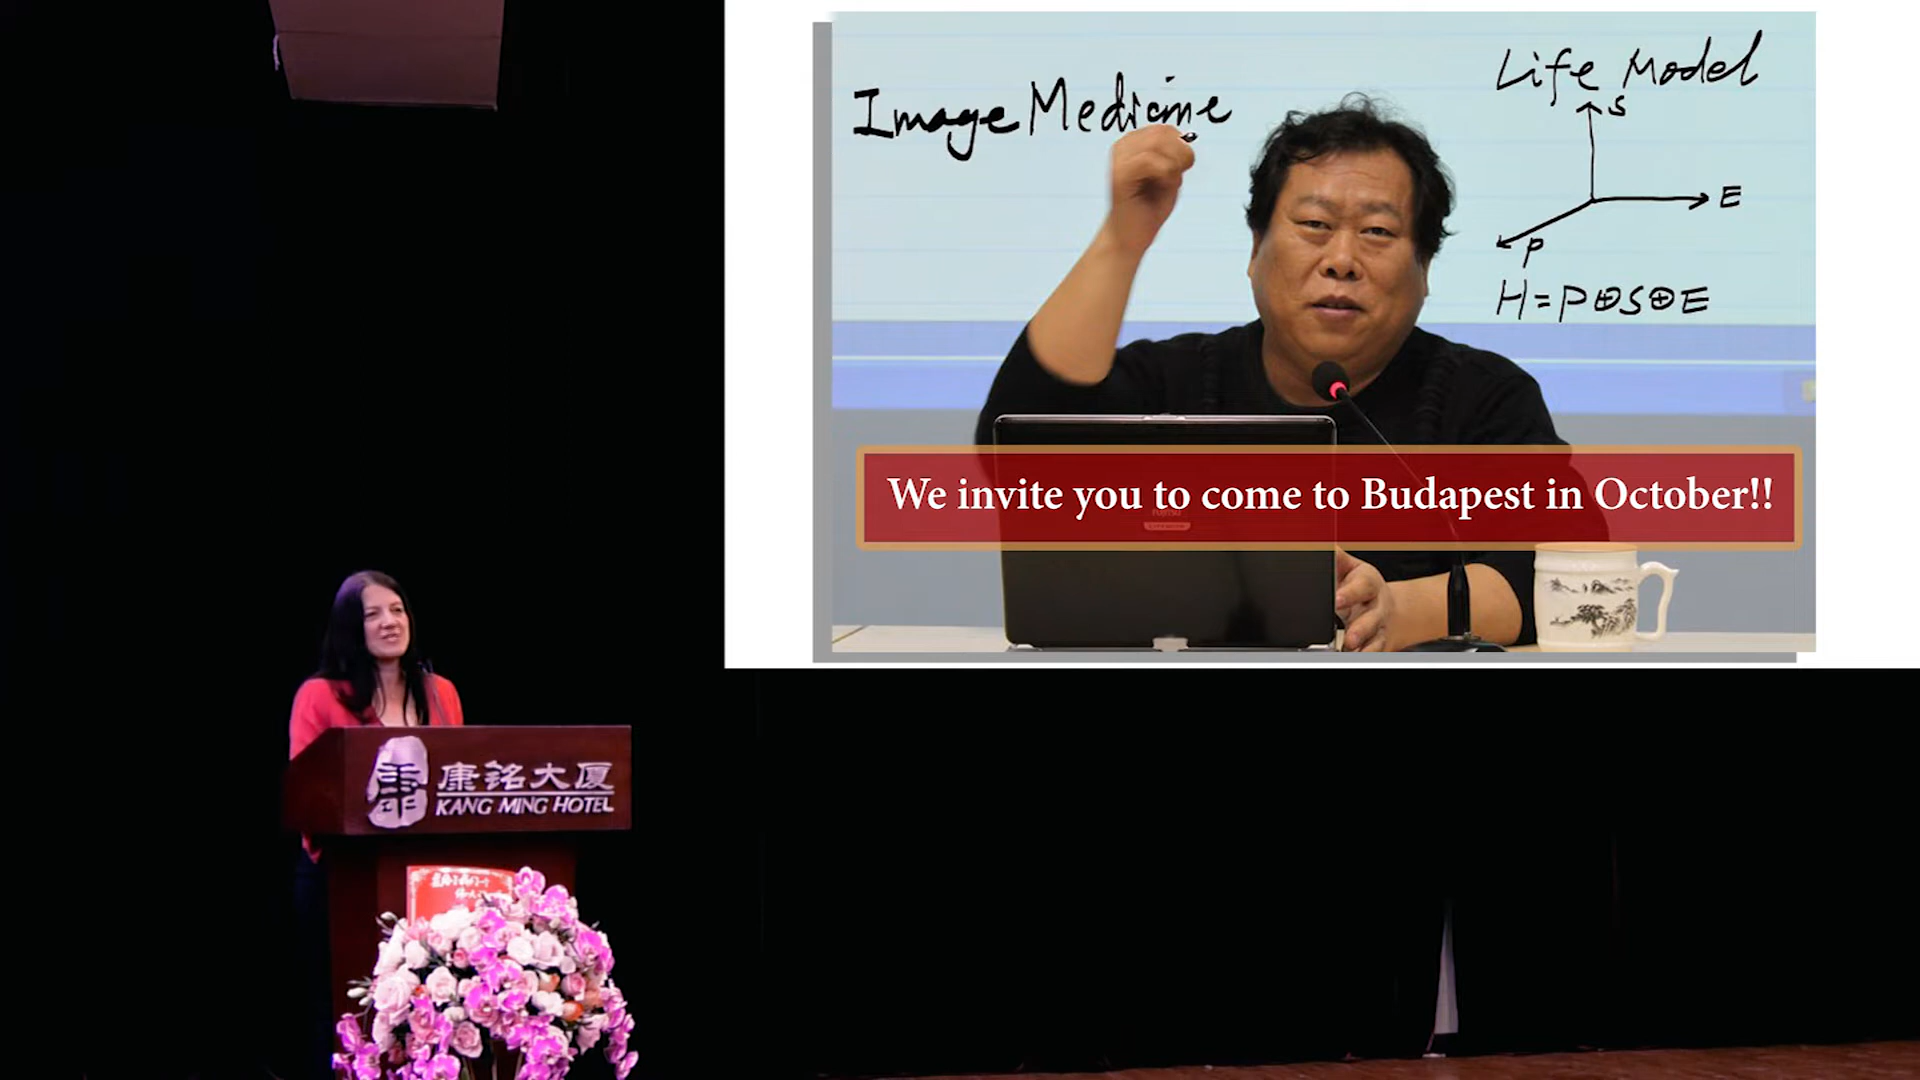 Image Medicine
Life Model
S
E
P
H=P⊕S⊕E
We invite you to come to Budapest in October!!
FUJITSU
康铭大厦
KANG MING HOTEL